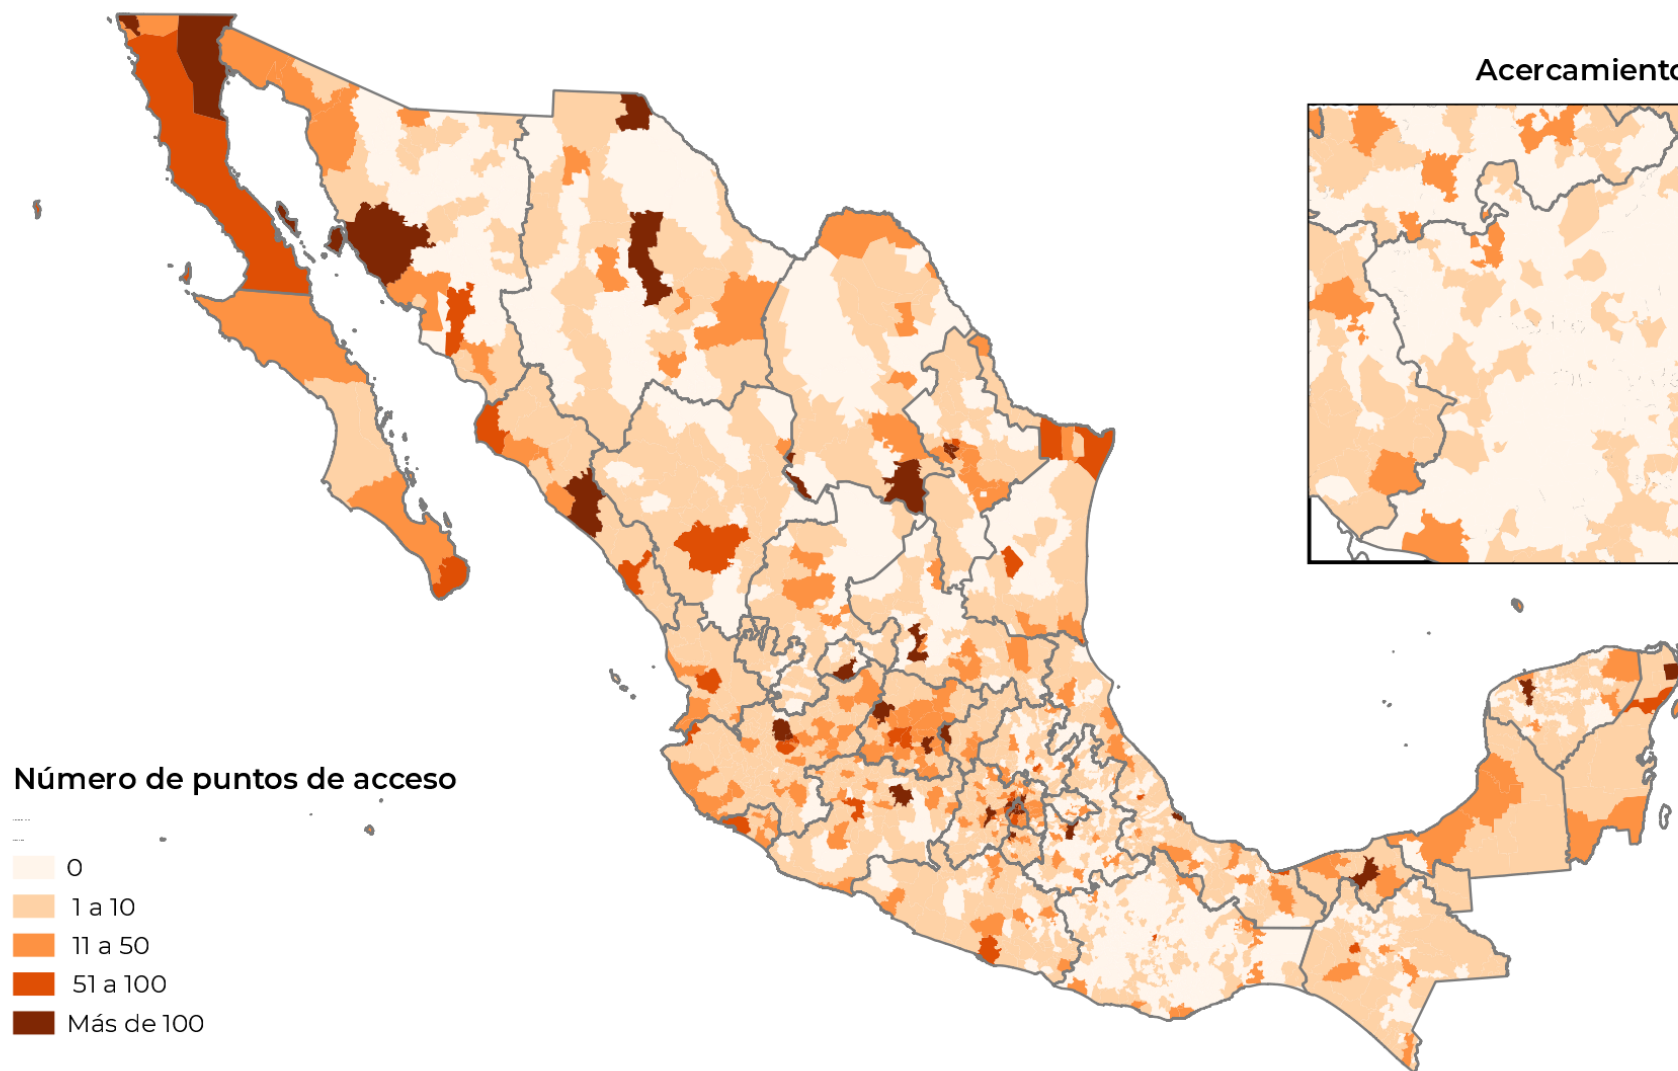 Acercamiento
Número de puntos de acceso
0
1 a 10
11 a 50
51 a 100
Más de 100